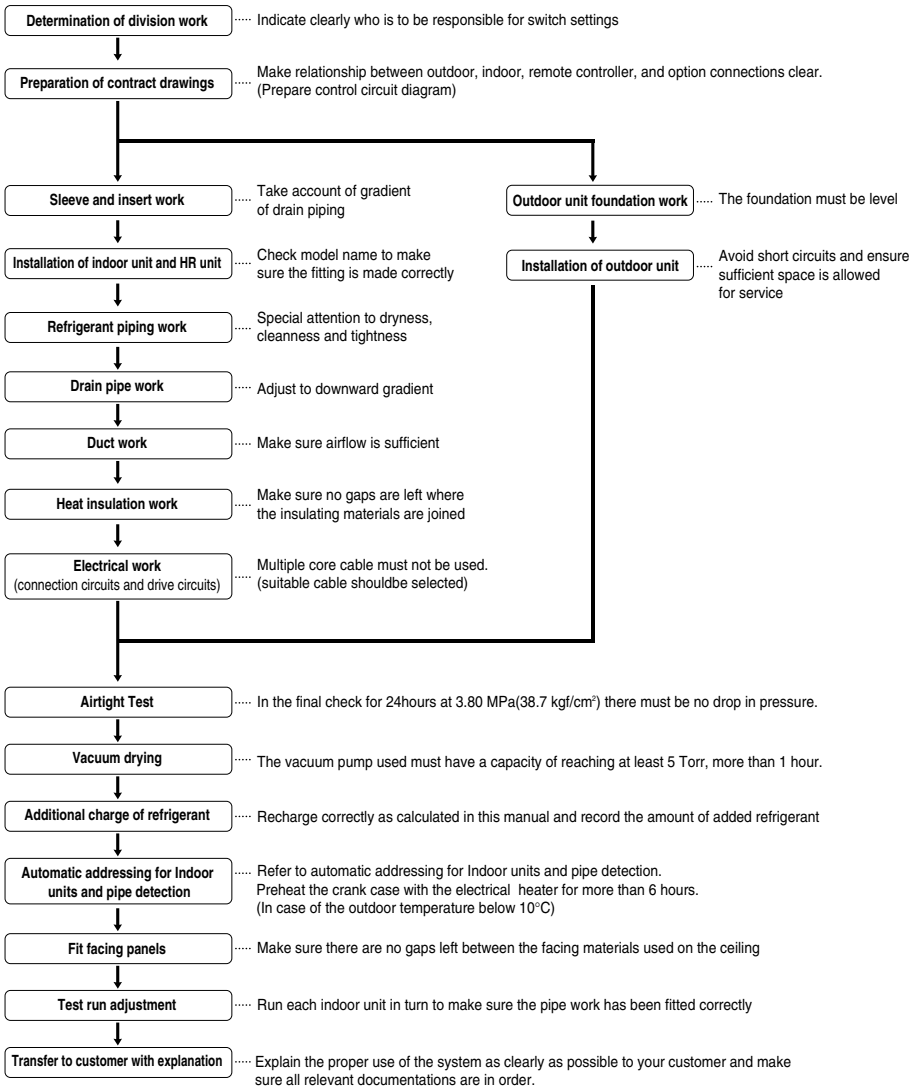 Determination of division work
Indicate clearly who is to be responsible for switch settings
Preparation of contract drawings
Make relationship between outdoor, indoor, remote controller, and option connections clear.
(Prepare control circuit diagram)
Sleeve and insert work
Take account of gradient
of drain piping
Outdoor unit foundation work
The foundation must be level
Installation of indoor unit and HR unit
Check model name to make
sure the fitting is made correctly
Installation of outdoor unit
Avoid short circuits and ensure
sufficient space is allowed
for service
Refrigerant piping work
Special attention to dryness,
cleanness and tightness
Drain pipe work
Adjust to downward gradient
Duct work
Make sure airflow is sufficient
Heat insulation work
Make sure no gaps are left where
the insulating materials are joined
Electrical work
(connection circuits and drive circuits)
Multiple core cable must not be used.
(suitable cable shouldbe selected)
Airtight Test
In the final check for 24hours at 3.80 MPa(38.7 kgf/cm²) there must be no drop in pressure.
Vacuum drying
The vacuum pump used must have a capacity of reaching at least 5 Torr, more than 1 hour.
Additional charge of refrigerant
Recharge correctly as calculated in this manual and record the amount of added refrigerant
Automatic addressing for Indoor
units and pipe detection
Refer to automatic addressing for Indoor units and pipe detection.
Preheat the crank case with the electrical heater for more than 6 hours.
(In case of the outdoor temperature below 10°C)
Fit facing panels
Make sure there are no gaps left between the facing materials used on the ceiling
Test run adjustment
Run each indoor unit in turn to make sure the pipe work has been fitted correctly
Transfer to customer with explanation
Explain the proper use of the system as clearly as possible to your customer and make
sure all relevant documentations are in order.